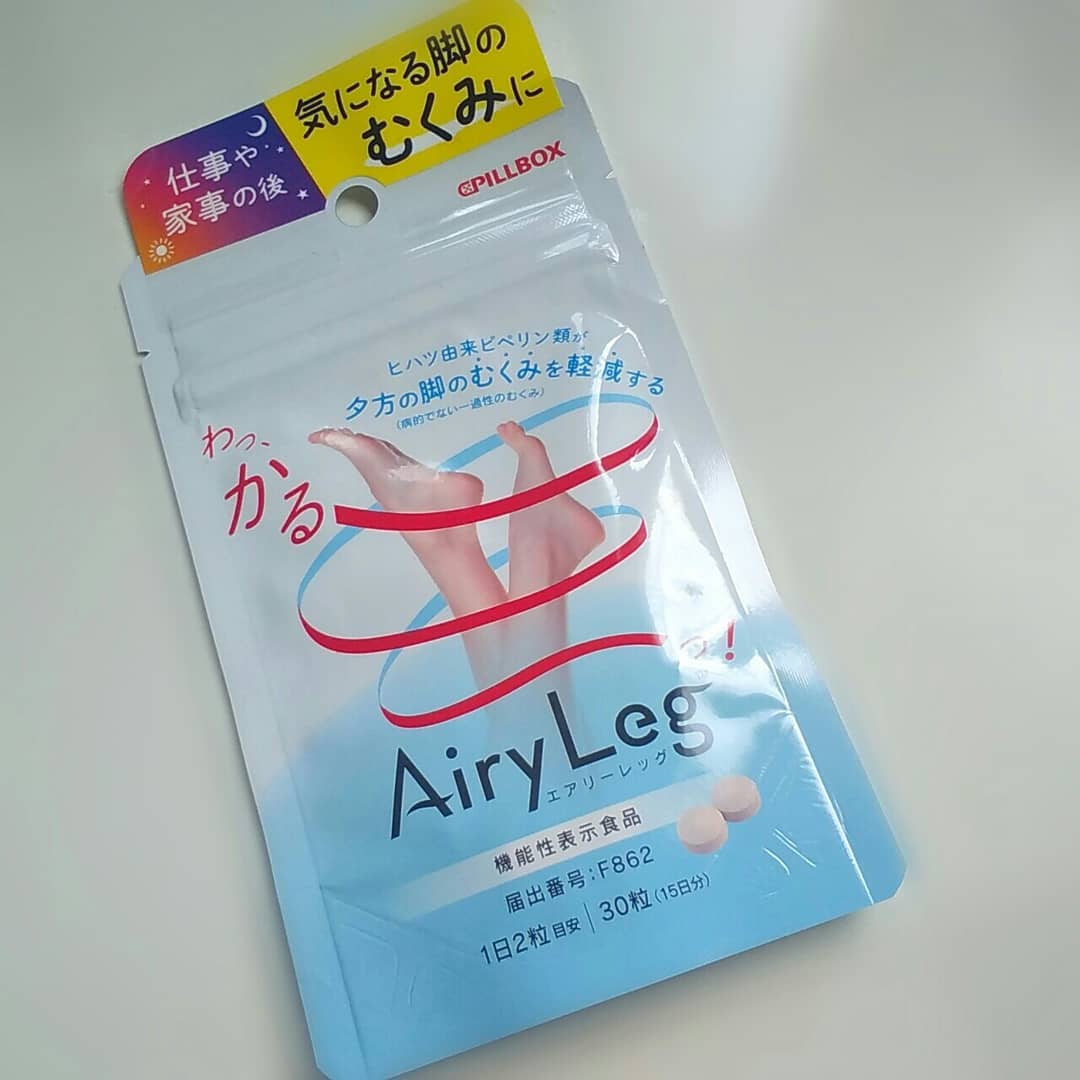 仕事や
家事の後
気になる脚の
むくみに
PILLBOX
ヒハツ由来ピペリン類が
夕方の脚のむくみを軽減する
(病的でない一過性のむくみ)
わっ、
かる
ーっ!
Airy Leg
エアリーレッグ
機能性表示食品
届出番号:F862
1日2粒目安 | 30粒(15日分)